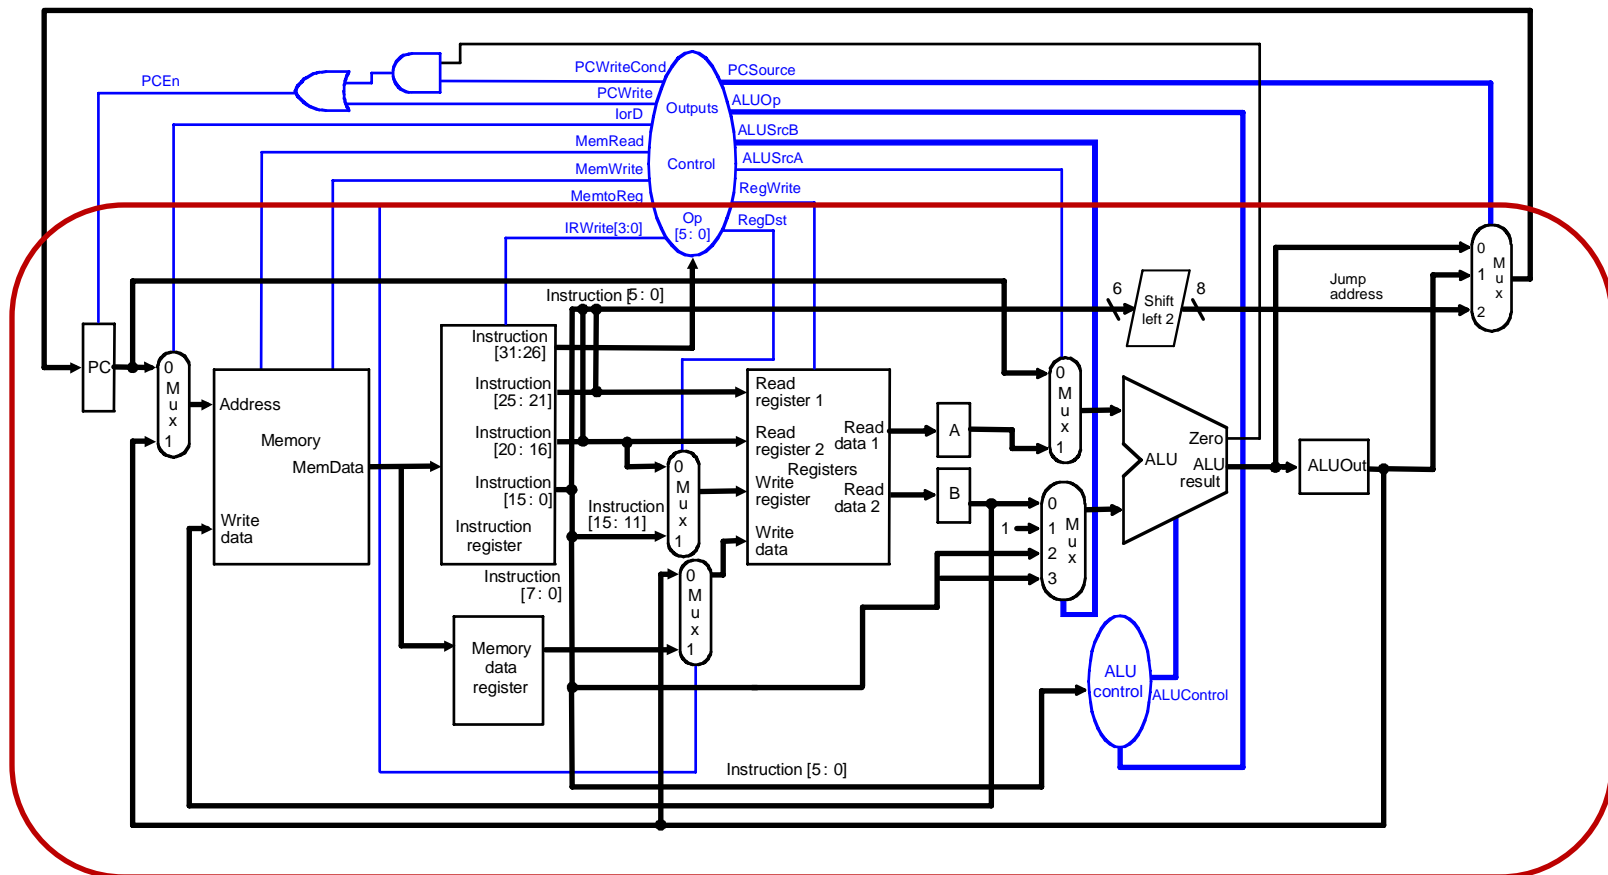 PCEn
PCWriteCond
PCWrite
IorD
MemRead
MemWrite
MemtoReg
IRWrite[3:0]
Outputs
Control
Op
[5:0]
PCSource
ALUOp
ALUSrcB
ALUSrcA
RegWrite
RegDst
PC
0
M
u
x
1
Address
Memory
MemData
Write
data
Instruction [5:0]
Instruction
[31:26]
Instruction
[25:21]
Instruction
[20:16]
Instruction
[15:0]
Instruction
register
Instruction
[15:11]
Instruction
[7:0]
Memory
data
register
0
M
u
x
1
0
M
u
x
1
Read
register 1
Read
register 2
Registers
Write
register
Write
data
Read
data 1
Read
data 2
A
B
0
M
u
x
1
0
1
1
M
u
x
2
3
6
Shift
left 2
8
Jump
address
Zero
ALU
ALU
result
ALUOut
0
1
2
M
u
x
ALU
control
ALUControl
Instruction [5:0]